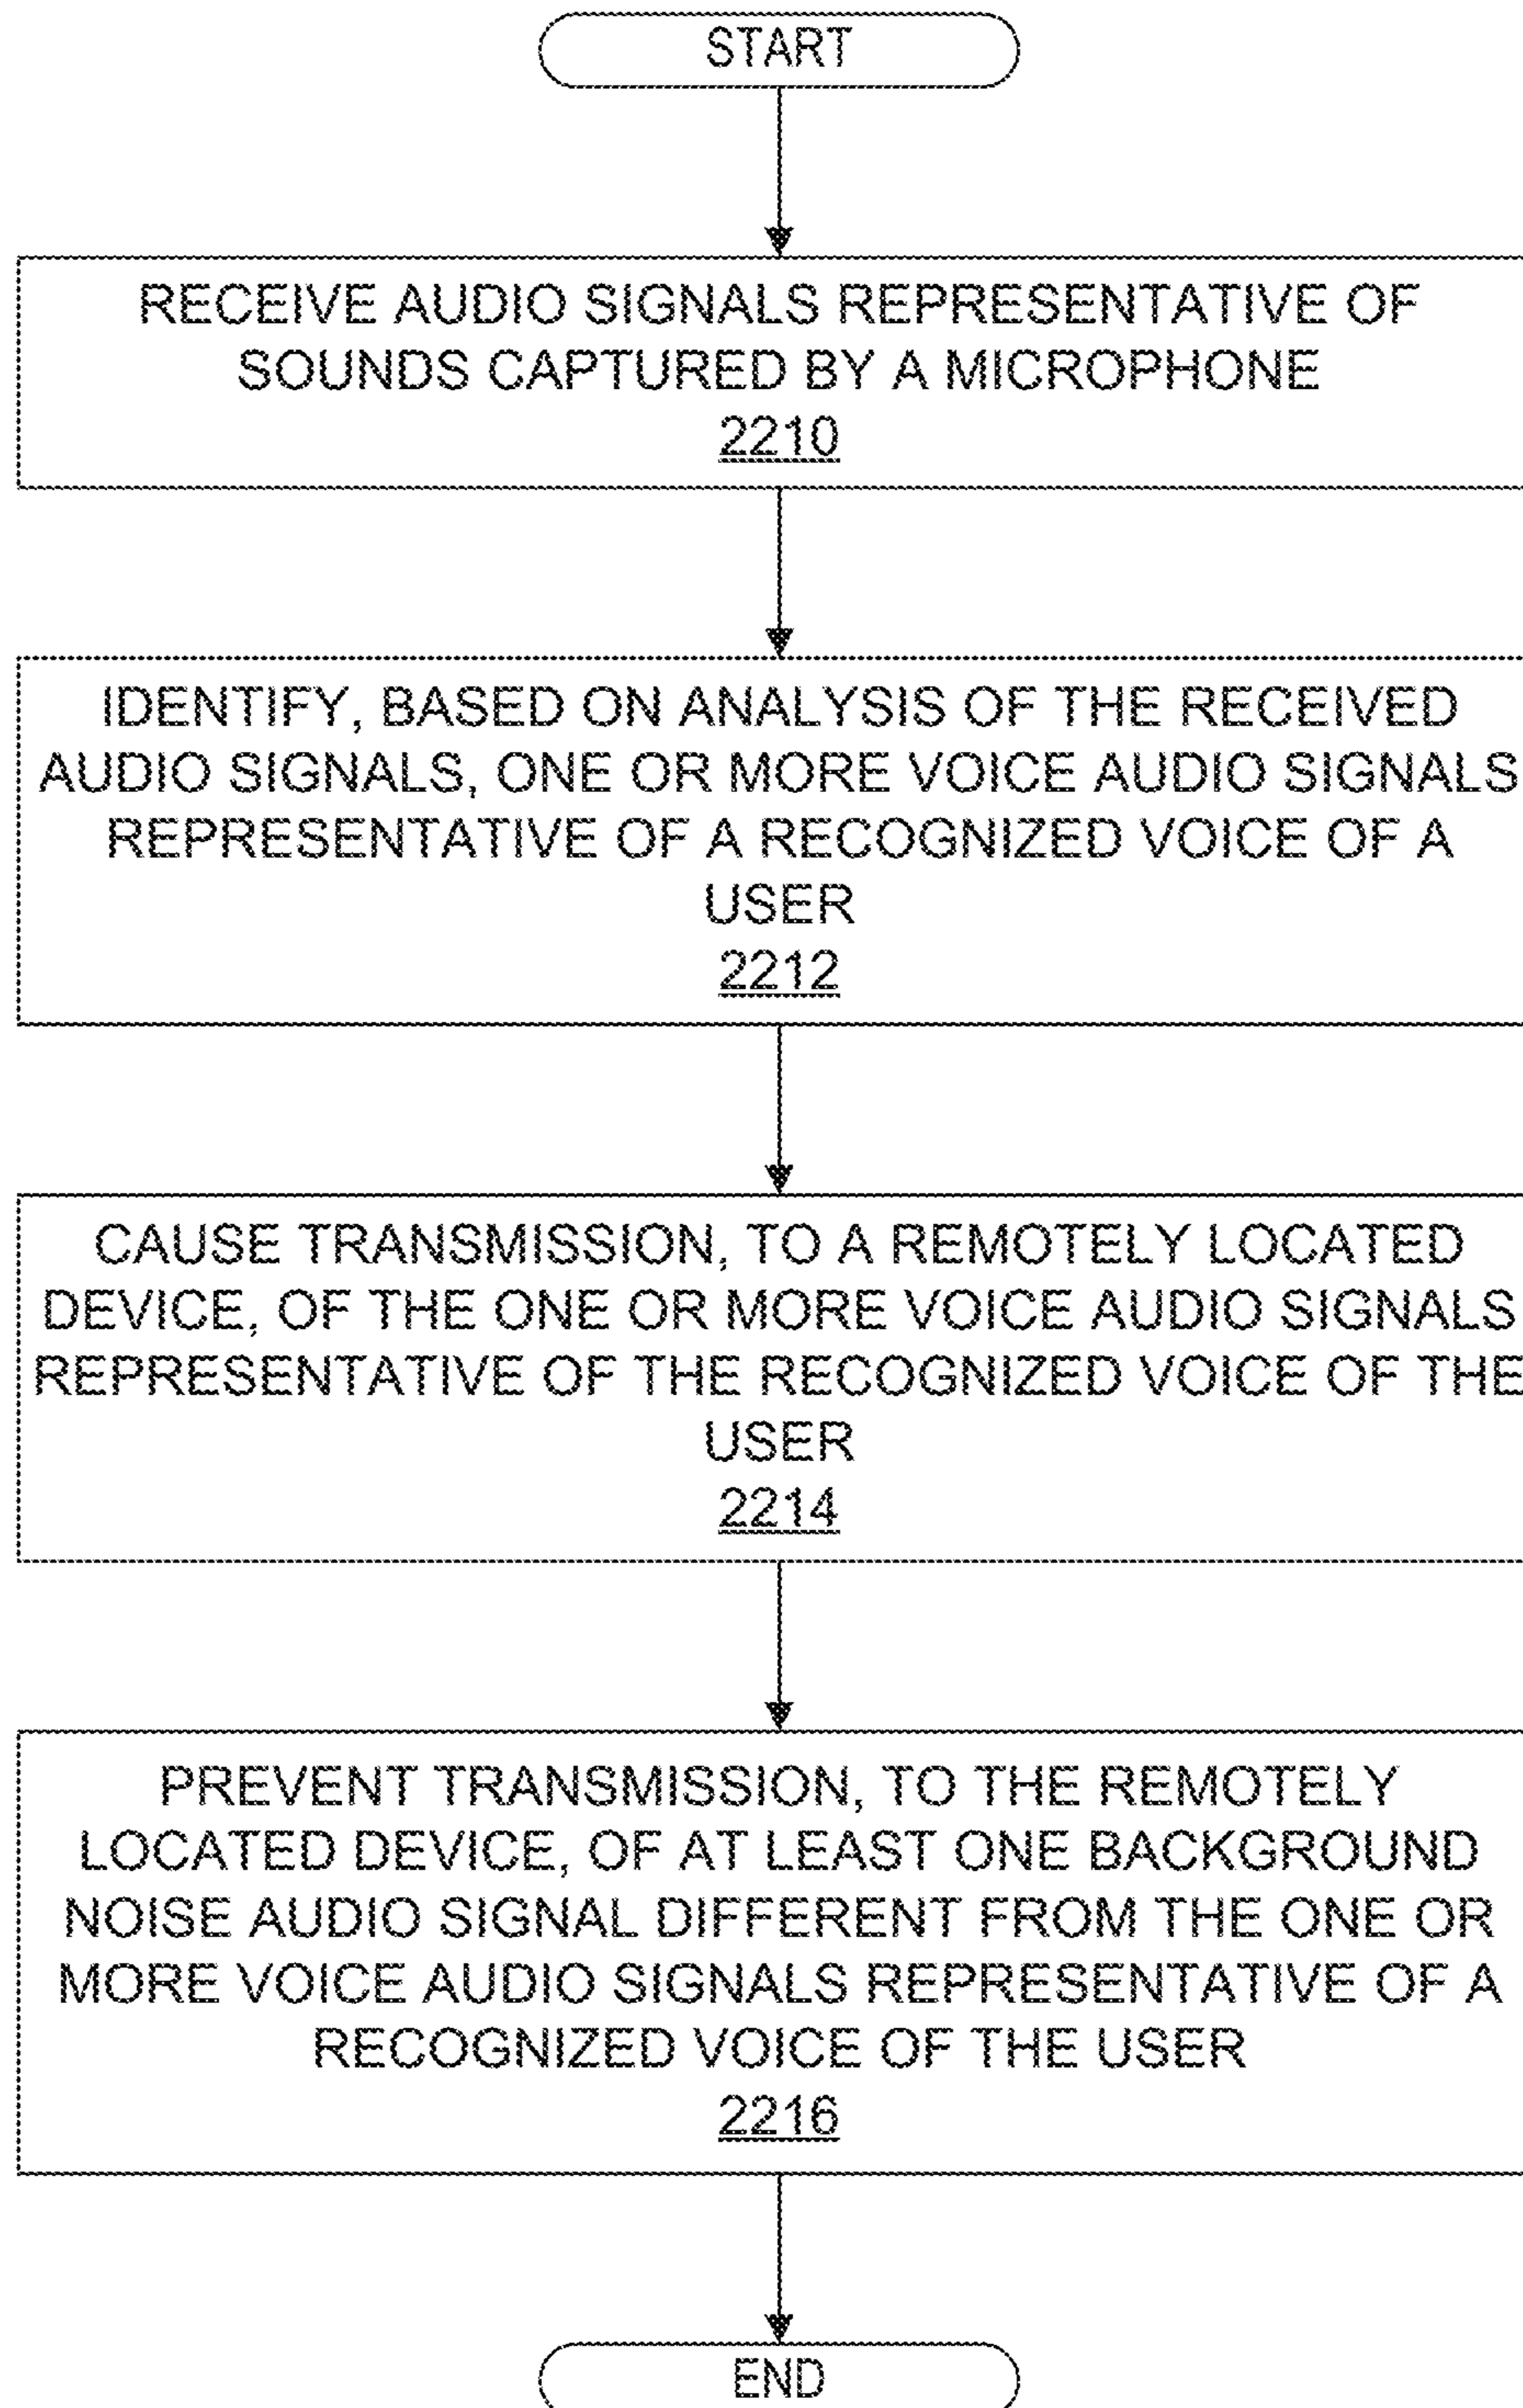 START
RECEIVE AUDIO SIGNALS REPRESENTATIVE OF
SOUNDS CAPTURED BY A MICROPHONE
2210
IDENTIFY, BASED ON ANALYSIS OF THE RECEIVED
AUDIO SIGNALS, ONE OR MORE VOICE AUDIO SIGNALS
REPRESENTATIVE OF A RECOGNIZED VOICE OF A
USER
2212
CAUSE TRANSMISSION, TO A REMOTELY LOCATED
DEVICE, OF THE ONE OR MORE VOICE AUDIO SIGNALS
REPRESENTATIVE OF THE RECOGNIZED VOICE OF THE
USER
2214
PREVENT TRANSMISSION, TO THE REMOTELY
LOCATED DEVICE, OF AT LEAST ONE BACKGROUND
NOISE AUDIO SIGNAL DIFFERENT FROM THE ONE OR
MORE VOICE AUDIO SIGNALS REPRESENTATIVE OF A
RECOGNIZED VOICE OF THE USER
2216
END